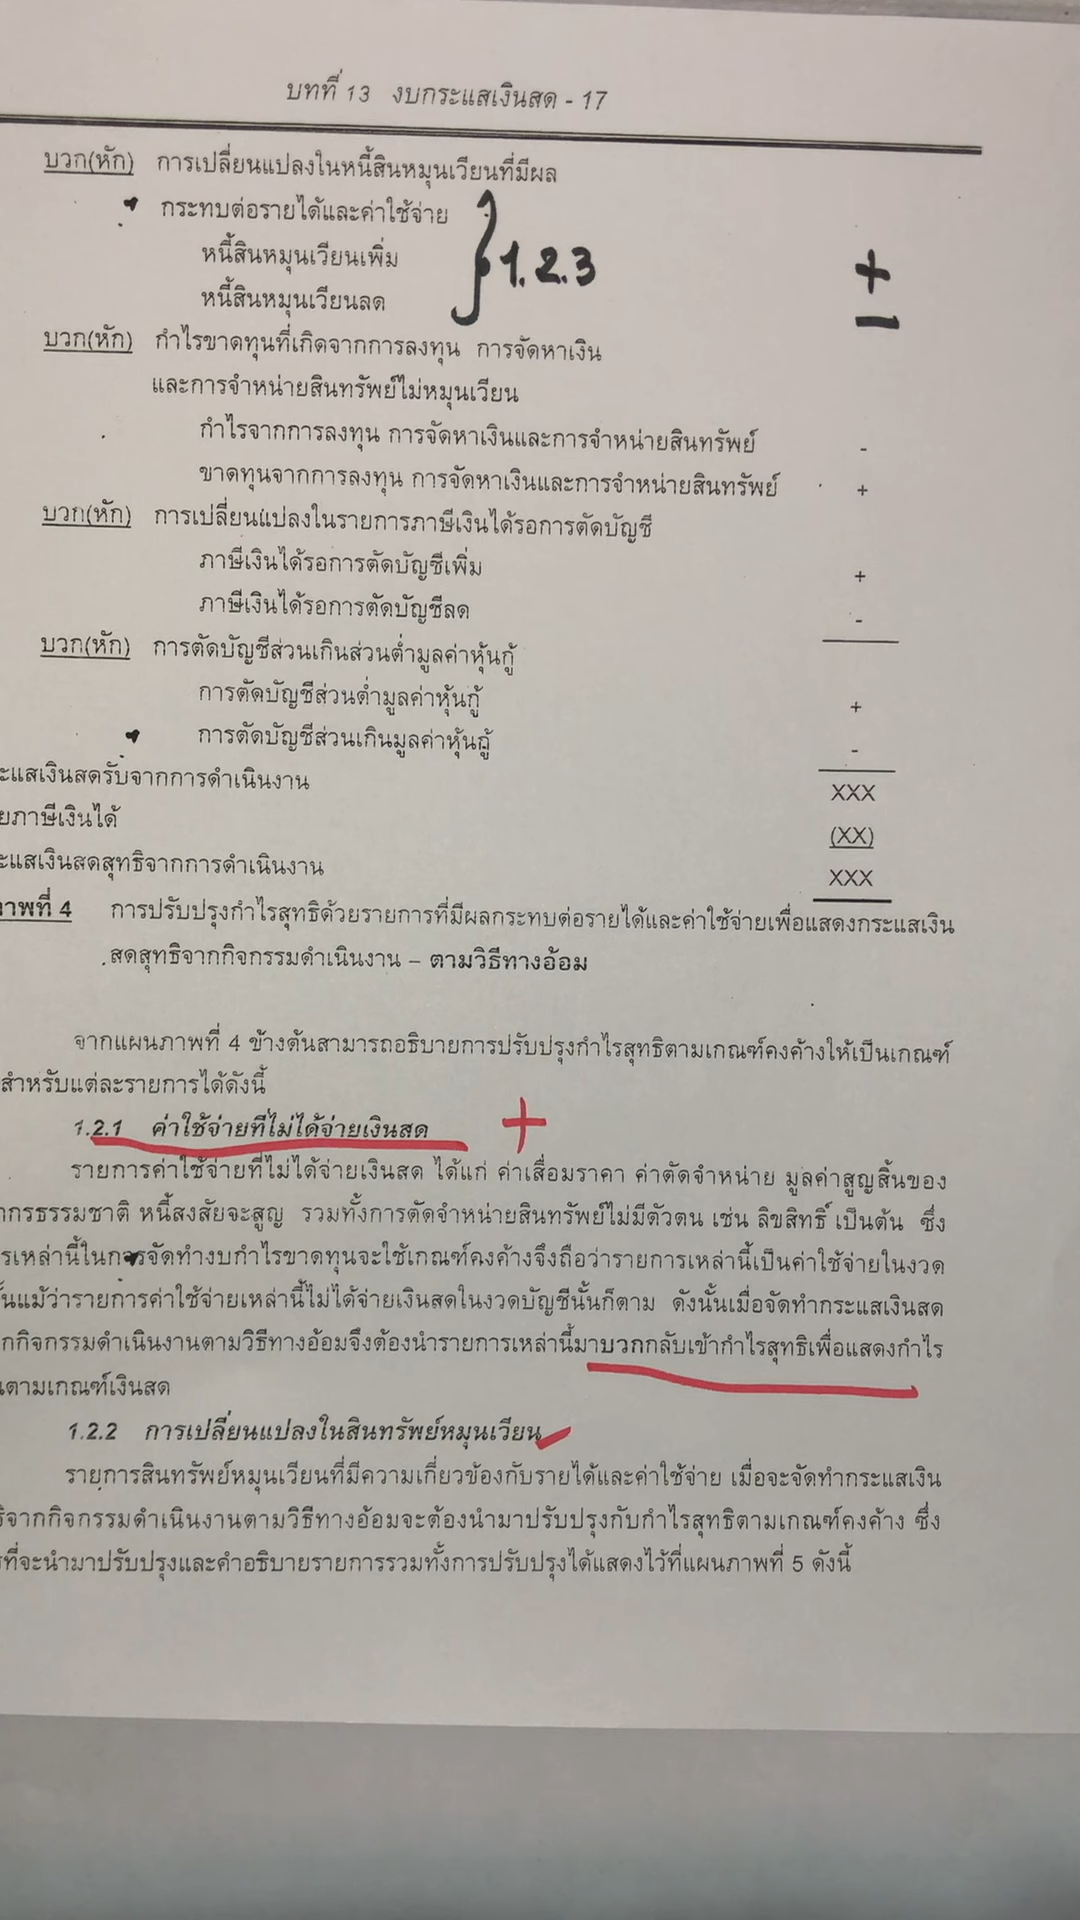 บทที่ 13 งบกระแสเงินสด - 17
บวก(หัก) การเปลี่ยนแปลงในหนี้สินหมุนเวียนที่มีผล
กระทบต่อรายได้และค่าใช้จ่าย
หนี้สินหมุนเวียนเพิ่ม +
หนี้สินหมุนเวียนลด -
} 1.2.3
บวก(หัก) กำไรขาดทุนที่เกิดจากการลงทุน การจัดหาเงิน
และการจำหน่ายสินทรัพย์ไม่หมุนเวียน
กำไรจากการลงทุน การจัดหาเงินและการจำหน่ายสินทรัพย์ -
ขาดทุนจากการลงทุน การจัดหาเงินและการจำหน่ายสินทรัพย์ +
บวก(หัก) การเปลี่ยนแปลงในรายการภาษีเงินได้รอการตัดบัญชี
ภาษีเงินได้รอการตัดบัญชีเพิ่ม +
ภาษีเงินได้รอการตัดบัญชีลด -
บวก(หัก) การตัดบัญชีส่วนเกินส่วนต่ำมูลค่าหุ้นกู้
การตัดบัญชีส่วนต่ำมูลค่าหุ้นกู้ +
การตัดบัญชีส่วนเกินมูลค่าหุ้นกู้ -
ะแสเงินสดรับจากการดำเนินงาน XXX
ยภาษีเงินได้ (XX)
ะแสเงินสดสุทธิจากการดำเนินงาน XXX
าพที่ 4 การปรับปรุงกำไรสุทธิด้วยรายการที่มีผลกระทบต่อรายได้และค่าใช้จ่ายเพื่อแสดงกระแสเงิน
สดสุทธิจากกิจกรรมดำเนินงาน – ตามวิธีทางอ้อม
จากแผนภาพที่ 4 ข้างต้นสามารถอธิบายการปรับปรุงกำไรสุทธิตามเกณฑ์คงค้างให้เป็นเกณฑ์
สำหรับแต่ละรายการได้ดังนี้
1.2.1 ค่าใช้จ่ายที่ไม่ได้จ่ายเงินสด +
รายการค่าใช้จ่ายที่ไม่ได้จ่ายเงินสด ได้แก่ ค่าเสื่อมราคา ค่าตัดจำหน่าย มูลค่าสูญสิ้นของ
ากรธรรมชาติ หนี้สงสัยจะสูญ รวมทั้งการตัดจำหน่ายสินทรัพย์ไม่มีตัวตน เช่น ลิขสิทธิ์ เป็นต้น ซึ่ง
รเหล่านี้ในการจัดทำงบกำไรขาดทุนจะใช้เกณฑ์คงค้างจึงถือว่ารายการเหล่านี้เป็นค่าใช้จ่ายในงวด
ั้นแม้ว่ารายการค่าใช้จ่ายเหล่านี้ไม่ได้จ่ายเงินสดในงวดบัญชีนั้นก็ตาม ดังนั้นเมื่อจัดทำกระแสเงินสด
กกิจกรรมดำเนินงานตามวิธีทางอ้อมจึงต้องนำรายการเหล่านี้มาบวกกลับเข้ากำไรสุทธิเพื่อแสดงกำไร
นตามเกณฑ์เงินสด
1.2.2 การเปลี่ยนแปลงในสินทรัพย์หมุนเวียน
รายการสินทรัพย์หมุนเวียนที่มีความเกี่ยวข้องกับรายได้และค่าใช้จ่าย เมื่อจะจัดทำกระแสเงิน
ธิจากกิจกรรมดำเนินงานตามวิธีทางอ้อมจะต้องนำมาปรับปรุงกับกำไรสุทธิตามเกณฑ์คงค้าง ซึ่ง
รที่จะนำมาปรับปรุงและคำอธิบายรายการรวมทั้งการปรับปรุงได้แสดงไว้ที่แผนภาพที่ 5 ดังนี้